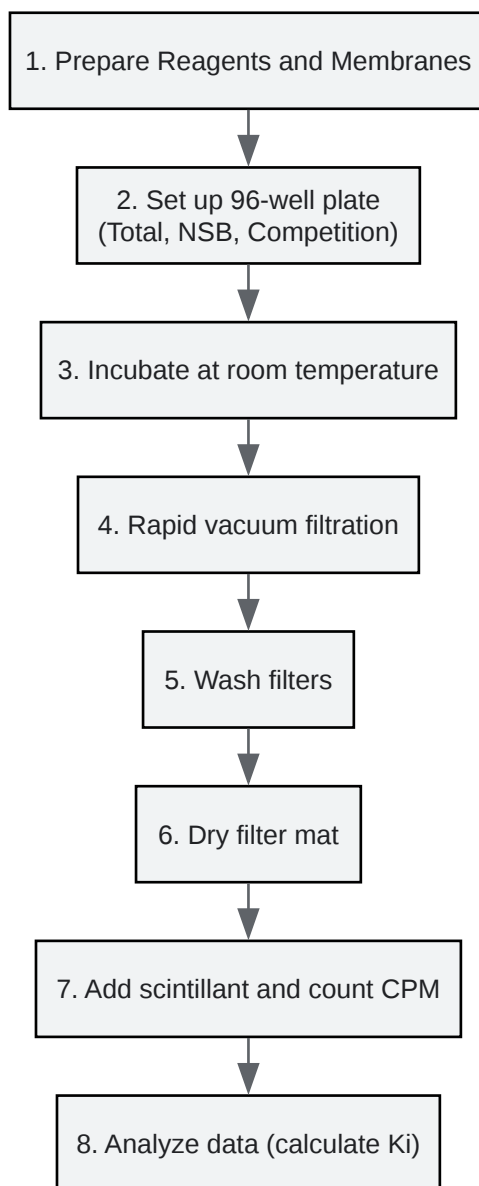 1. Prepare Reagents and Membranes
2. Set up 96-well plate
(Total, NSB, Competition)
3. Incubate at room temperature
4. Rapid vacuum filtration
5. Wash filters
6. Dry filter mat
7. Add scintillant and count CPM
8. Analyze data (calculate Ki)